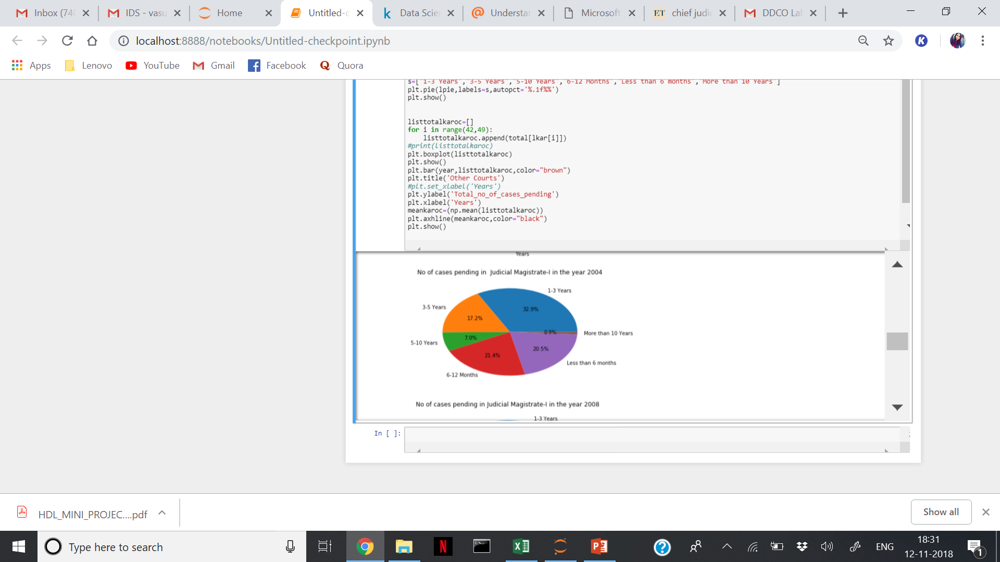 Inbox (74
IDS - vasu
Home
Untitled-c
Data Scien
Understan
Microsoft
ET chief judic
DDCO Lab
localhost:8888/notebooks/Untitled-checkpoint.ipynb
Apps
Lenovo
YouTube
Gmail
Facebook
Quora
s=["1-3 Years","3-5 Years","5-10 Years","6-12 Months","Less than 6 months","More than 10 Years"]
plt.pie(lpie,labels=s,autopct='%.1f%%')
plt.show()
listtotalkaroc=[]
for i in range(42,49):
    listtotalkaroc.append(total[lkar[i]])
#print(listtotalkaroc)
plt.boxplot(listtotalkaroc)
plt.show()
plt.bar(year,listtotalkaroc,color="brown")
plt.title('Other Courts')
#plt.set_xlabel('Years')
plt.ylabel('Total_no_of_cases_pending')
plt.xlabel('Years')
meankaroc=(np.mean(listtotalkaroc))
plt.axhline(meankaroc,color="black")
plt.show()
Years
No of cases pending in  Judicial Magistrate-I in the year 2004
1-3 Years
32.9%
3-5 Years
17.2%
0.9%
More than 10 Years
7.0%
5-10 Years
20.5%
21.4%
Less than 6 months
6-12 Months
No of cases pending in Judicial Magistrate-I in the year 2008
1-3 Years
In [ ]:
HDL_MINI_PROJEC....pdf
Show all
Type here to search
ENG
18:31
12-11-2018
1